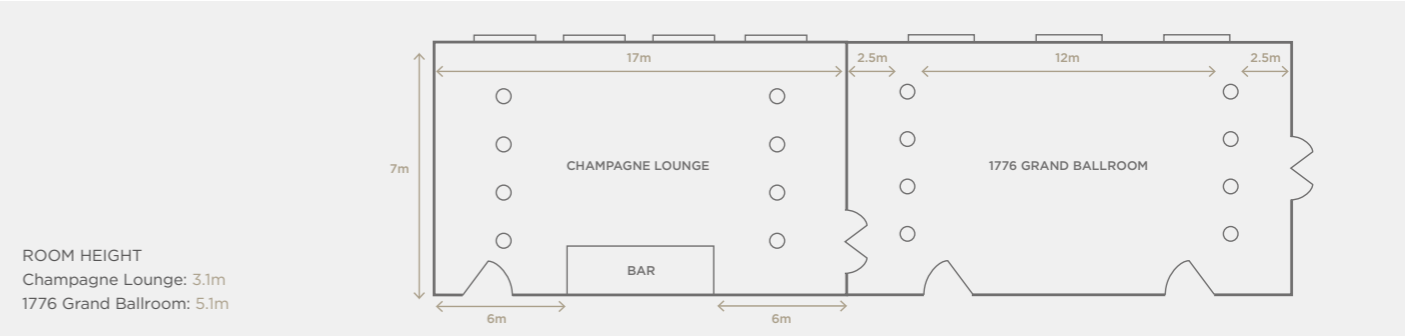 17m
2.5m
12m
2.5m
7m
CHAMPAGNE LOUNGE
1776 GRAND BALLROOM
BAR
6m
6m
ROOM HEIGHT
Champagne Lounge: 3.1m
1776 Grand Ballroom: 5.1m